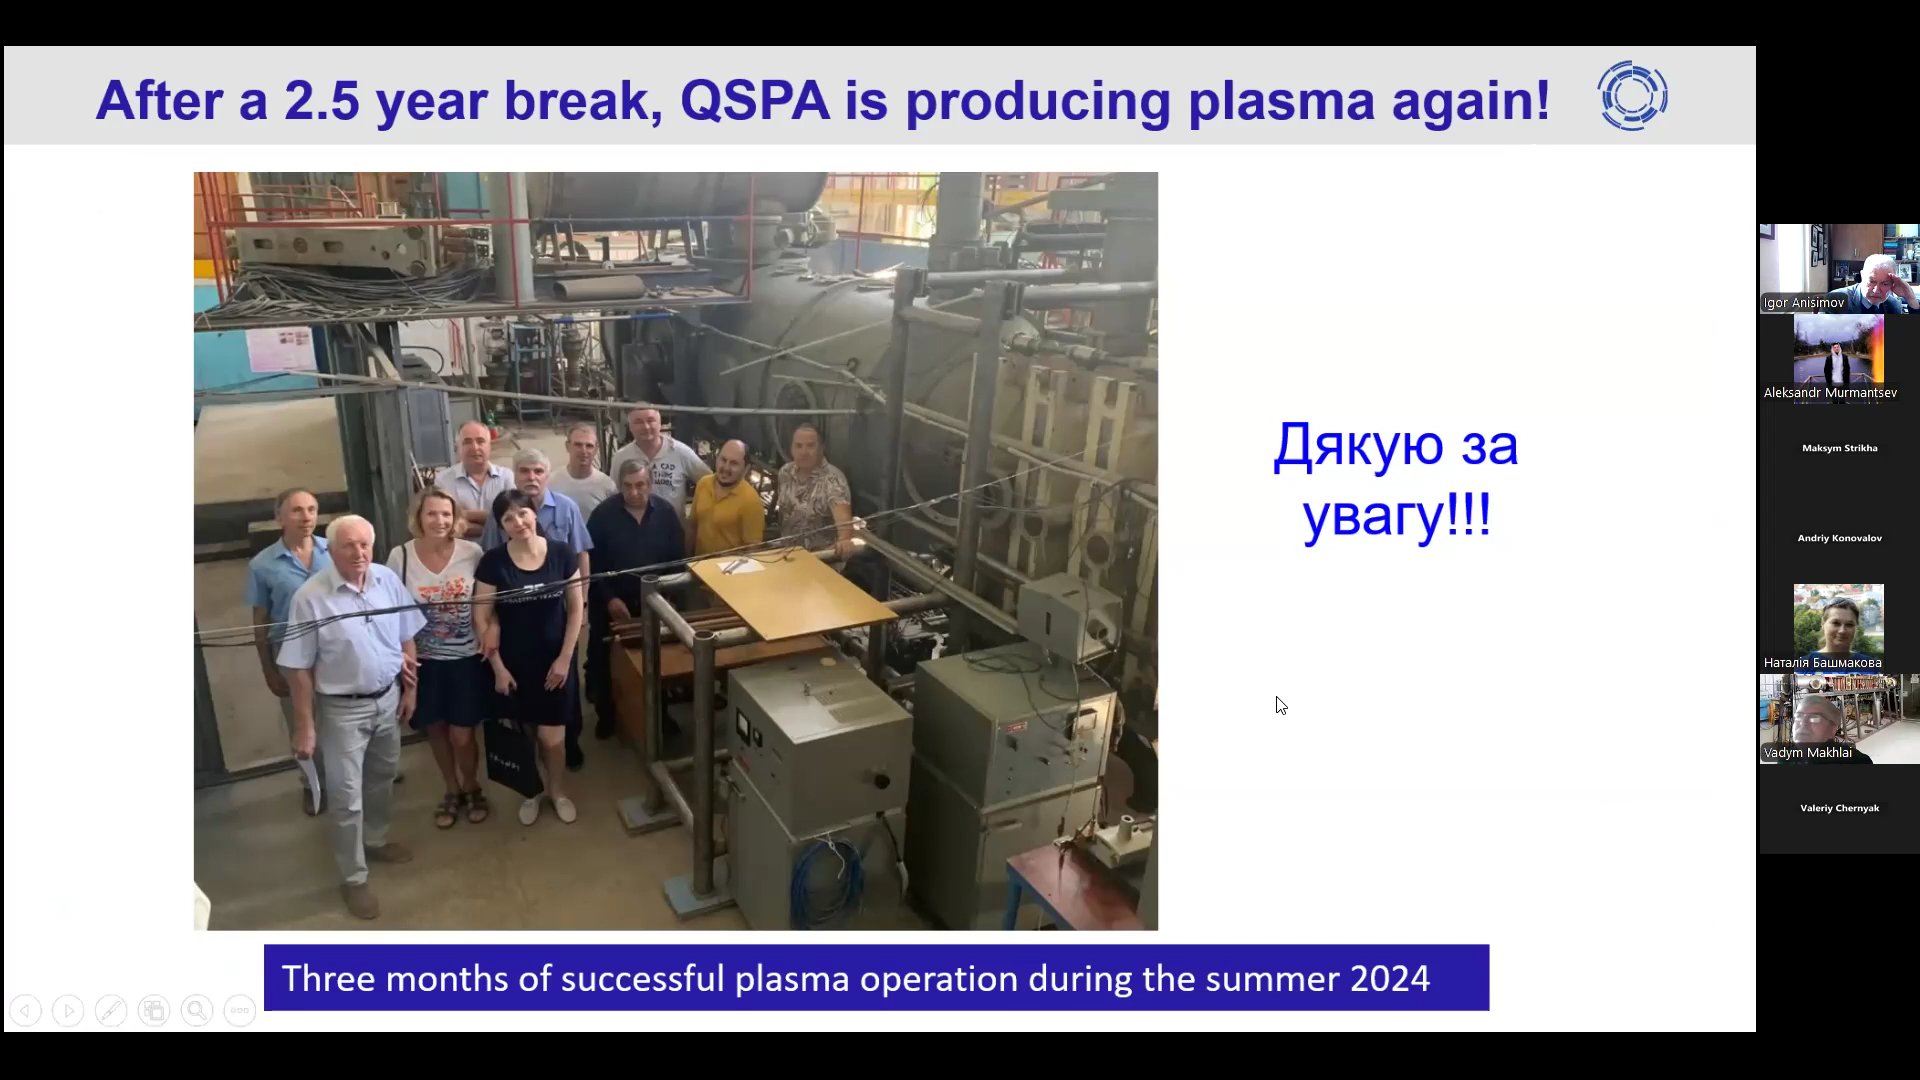 After a 2.5 year break, QSPA is producing plasma again!
Дякую за
увагу!!!
Three months of successful plasma operation during the summer 2024
Igor Anisimov
Aleksandr Murmantsev
Maksym Strikha
Andriy Konovalov
Наталія Башмакова
Vadym Makhlai
Valeriy Chernyak